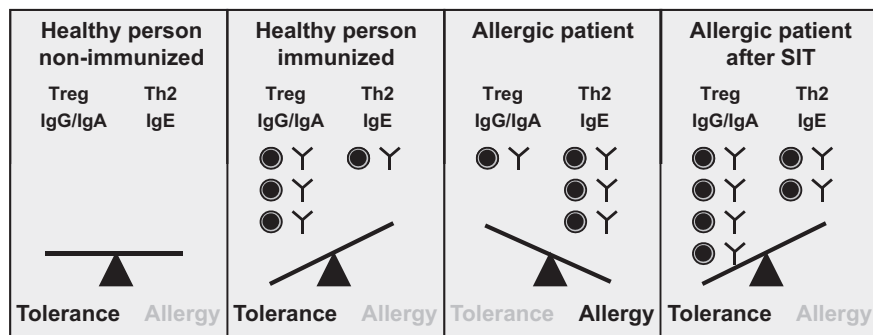 Healthy person
non-immunized
Treg Th2
IgG/IgA IgE
Tolerance Allergy
Healthy person
immunized
Treg Th2
IgG/IgA IgE
Tolerance Allergy
Allergic patient
Treg Th2
IgG/IgA IgE
Tolerance Allergy
Allergic patient
after SIT
Treg Th2
IgG/IgA IgE
Tolerance Allergy